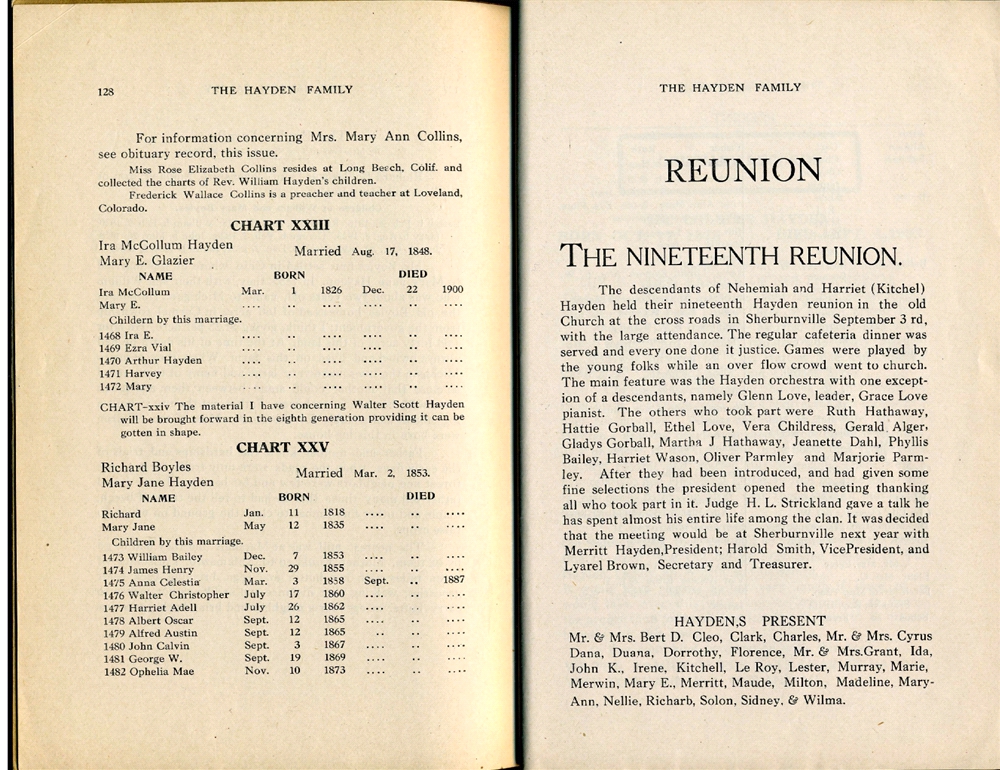 128 THE HAYDEN FAMILY
For information concerning Mrs. Mary Ann Collins,
see obituary record, this issue.
Miss Rose Elizabeth Collins resides at Long Beech, Colif. and
collected the charts of Rev. William Hayden's children.
Frederick Wallace Collins is a preacher and teacher at Loveland,
Colorado.
CHART XXIII
Ira McCollum Hayden
Mary E. Glazier
Married Aug. 17, 1848.
NAME BORN DIED
Ira McCollum Mar. 1 1826 Dec. 22 1900
Mary E. .... .. .... .... .. ....
Childern by this marriage.
1468 Ira E. .... .. .... .... .. ....
1469 Ezra Vial .... .. .... .... .. ....
1470 Arthur Hayden .... .. .... .... .. ....
1471 Harvey .... .. .... .... .. ....
1472 Mary .... .. .... .... .. ....
CHART-xxiv The material I have concerning Walter Scott Hayden
will be brought forward in the eighth generation providing it can be
gotten in shape.
CHART XXV
Richard Boyles
Mary Jane Hayden
Married Mar. 2, 1853.
NAME BORN DIED
Richard Jan. 11 1818 .... .. ....
Mary Jane May 12 1835 .... .. ....
Children by this marriage.
1473 William Bailey Dec. 7 1853 .... .. ....
1474 James Henry Nov. 29 1855 .... .. ....
1475 Anna Celestia Mar. 3 1858 Sept. .. 1887
1476 Walter Christopher July 17 1860 .... .. ....
1477 Harriet Adell July 26 1862 .... .. ....
1478 Albert Oscar Sept. 12 1865 .... .. ....
1479 Alfred Austin Sept. 12 1865 .. .. ....
1480 John Calvin Sept. 3 1867 .... .. ....
1481 George W. Sept. 19 1869 .... .. ....
1482 Ophelia Mae Nov. 10 1873 .... .. ....
THE HAYDEN FAMILY
REUNION
THE NINETEENTH REUNION.
The descendants of Nehemiah and Harriet (Kitchel)
Hayden held their nineteenth Hayden reunion in the old
Church at the cross roads in Sherburnville September 3 rd,
with the large attendance. The regular cafeteria dinner was
served and every one done it justice. Games were played by
the young folks while an over flow crowd went to church.
The main feature was the Hayden orchestra with one except-
ion of a descendants, namely Glenn Love, leader, Grace Love
pianist. The others who took part were Ruth Hathaway,
Hattie Gorball, Ethel Love, Vera Childress, Gerald Alger,
Gladys Gorball, Martha J Hathaway, Jeanette Dahl, Phyllis
Bailey, Harriet Wason, Oliver Parmley and Marjorie Parm-
ley. After they had been introduced, and had given some
fine selections the president opened the meeting thanking
all who took part in it. Judge H. L. Strickland gave a talk he
has spent almost his entire life among the clan. It was decided
that the meeting would be at Sherburnville next year with
Merritt Hayden,President; Harold Smith, VicePresident, and
Lyarel Brown, Secretary and Treasurer.
HAYDEN,S PRESENT
Mr. & Mrs. Bert D. Cleo, Clark, Charles, Mr. & Mrs. Cyrus
Dana, Duana, Dorrothy, Florence, Mr. & Mrs.Grant, Ida,
John K., Irene, Kitchell, Le Roy, Lester, Murray, Marie,
Merwin, Mary E., Merritt, Maude, Milton, Madeline, Mary-
Ann, Nellie, Richarb, Solon, Sidney, & Wilma.